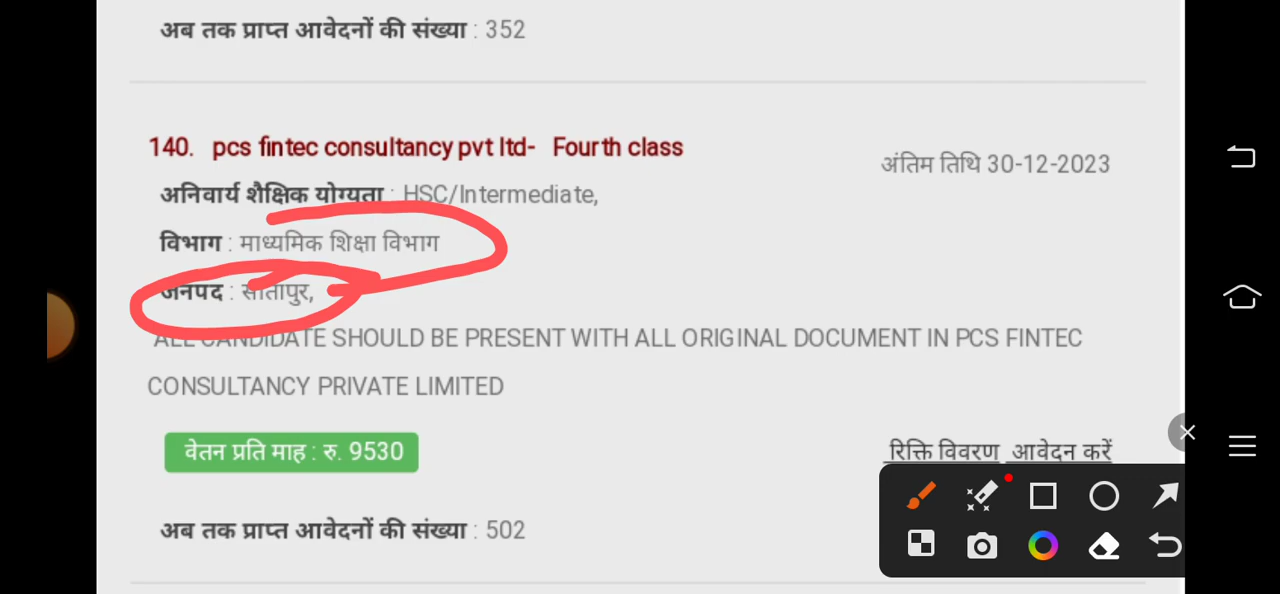 अब तक प्राप्त आवेदनों की संख्या : 352
140. pcs fintec consultancy pvt ltd- Fourth class
अंतिम तिथि 30-12-2023
अनिवार्य शैक्षिक योग्यता : HSC/Intermediate,
विभाग : माध्यमिक शिक्षा विभाग
जनपद : सीतापुर,
ALL CANDIDATE SHOULD BE PRESENT WITH ALL ORIGINAL DOCUMENT IN PCS FINTEC
CONSULTANCY PRIVATE LIMITED
वेतन प्रति माह : रु. 9530
रिक्ति विवरण आवेदन करें
अब तक प्राप्त आवेदनों की संख्या : 502